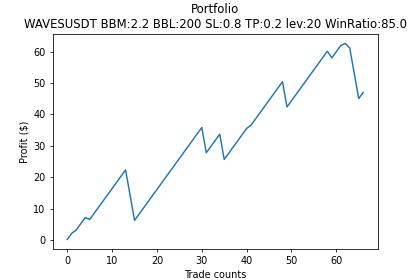 Portfolio
WAVESUSDT BBM:2.2 BBL:200 SL:0.8 TP:0.2 lev:20 WinRatio:85.0
Profit ($)
60
50
40
30
20
10
0
0 10 20 30 40 50 60
Trade counts